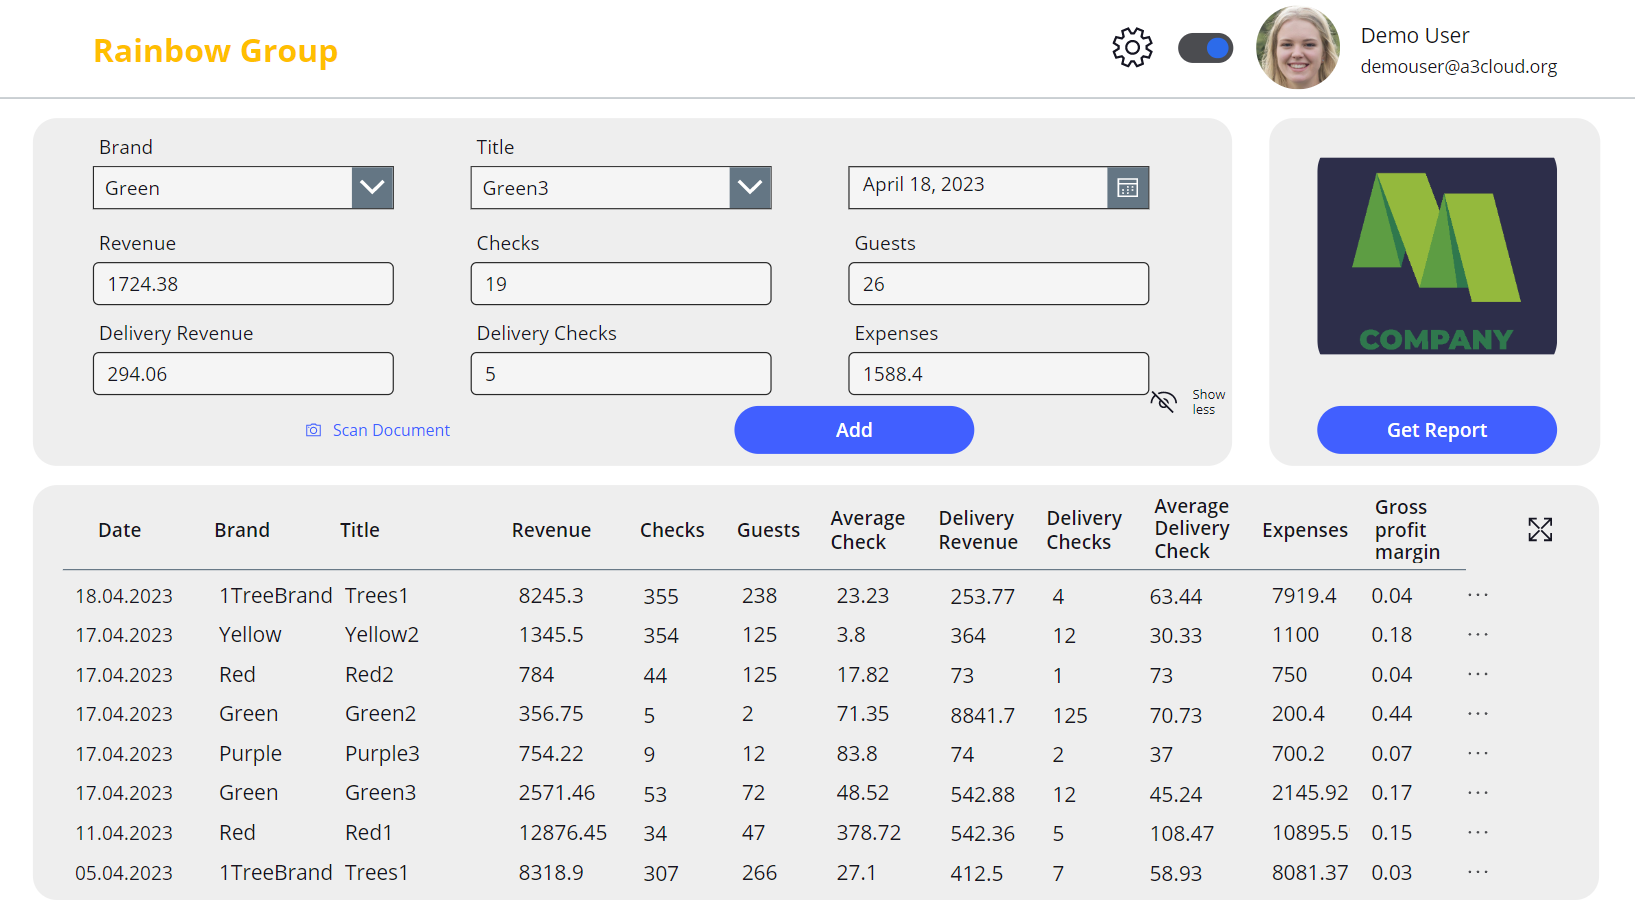 Rainbow Group
Demo User
demouser@a3cloud.org
Brand
Title
Green
Green3
April 18, 2023
Revenue
Checks
Guests
1724.38
19
26
Delivery Revenue
Delivery Checks
Expenses
294.06
5
1588.4
Show
less
Scan Document
Add
COMPANY
Get Report
Date Brand Title Revenue Checks Guests Average Check Delivery Revenue Delivery Checks Average Delivery Check Expenses Gross profit margin
18.04.2023 1TreeBrand Trees1 8245.3 355 238 23.23 253.77 4 63.44 7919.4 0.04 ...
17.04.2023 Yellow Yellow2 1345.5 354 125 3.8 364 12 30.33 1100 0.18 ...
17.04.2023 Red Red2 784 44 125 17.82 73 1 73 750 0.04 ...
17.04.2023 Green Green2 356.75 5 2 71.35 8841.7 125 70.73 200.4 0.44 ...
17.04.2023 Purple Purple3 754.22 9 12 83.8 74 2 37 700.2 0.07 ...
17.04.2023 Green Green3 2571.46 53 72 48.52 542.88 12 45.24 2145.92 0.17 ...
11.04.2023 Red Red1 12876.45 34 47 378.72 542.36 5 108.47 10895.5 0.15 ...
05.04.2023 1TreeBrand Trees1 8318.9 307 266 27.1 412.5 7 58.93 8081.37 0.03 ...